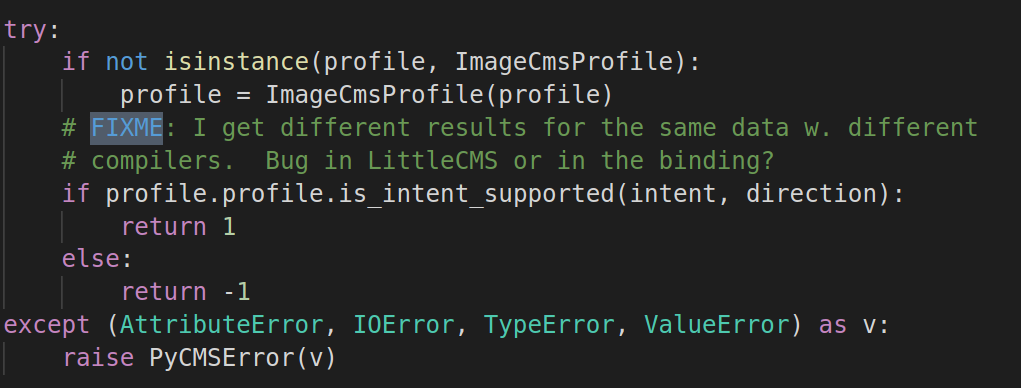 try:
    if not isinstance(profile, ImageCmsProfile):
        profile = ImageCmsProfile(profile)
    # FIXME: I get different results for the same data w. different
    # compilers.  Bug in LittleCMS or in the binding?
    if profile.profile.is_intent_supported(intent, direction):
        return 1
    else:
        return -1
except (AttributeError, IOError, TypeError, ValueError) as v:
    raise PyCMSError(v)